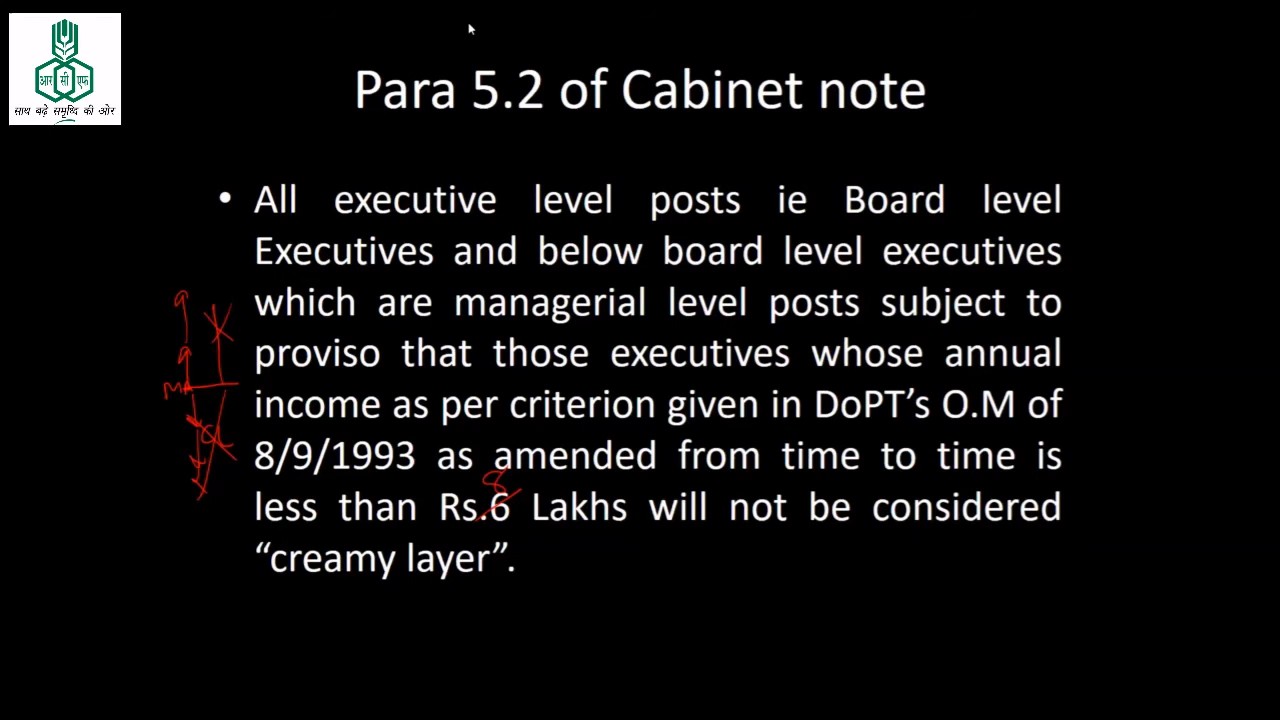 आर सी एफ
साथ बढ़े समृध्दि की ओर
Para 5.2 of Cabinet note
• All executive level posts ie Board level
Executives and below board level executives
which are managerial level posts subject to
proviso that those executives whose annual
income as per criterion given in DoPT’s O.M of
8/9/1993 as amended from time to time is
8
less than Rs.6 Lakhs will not be considered
“creamy layer”.